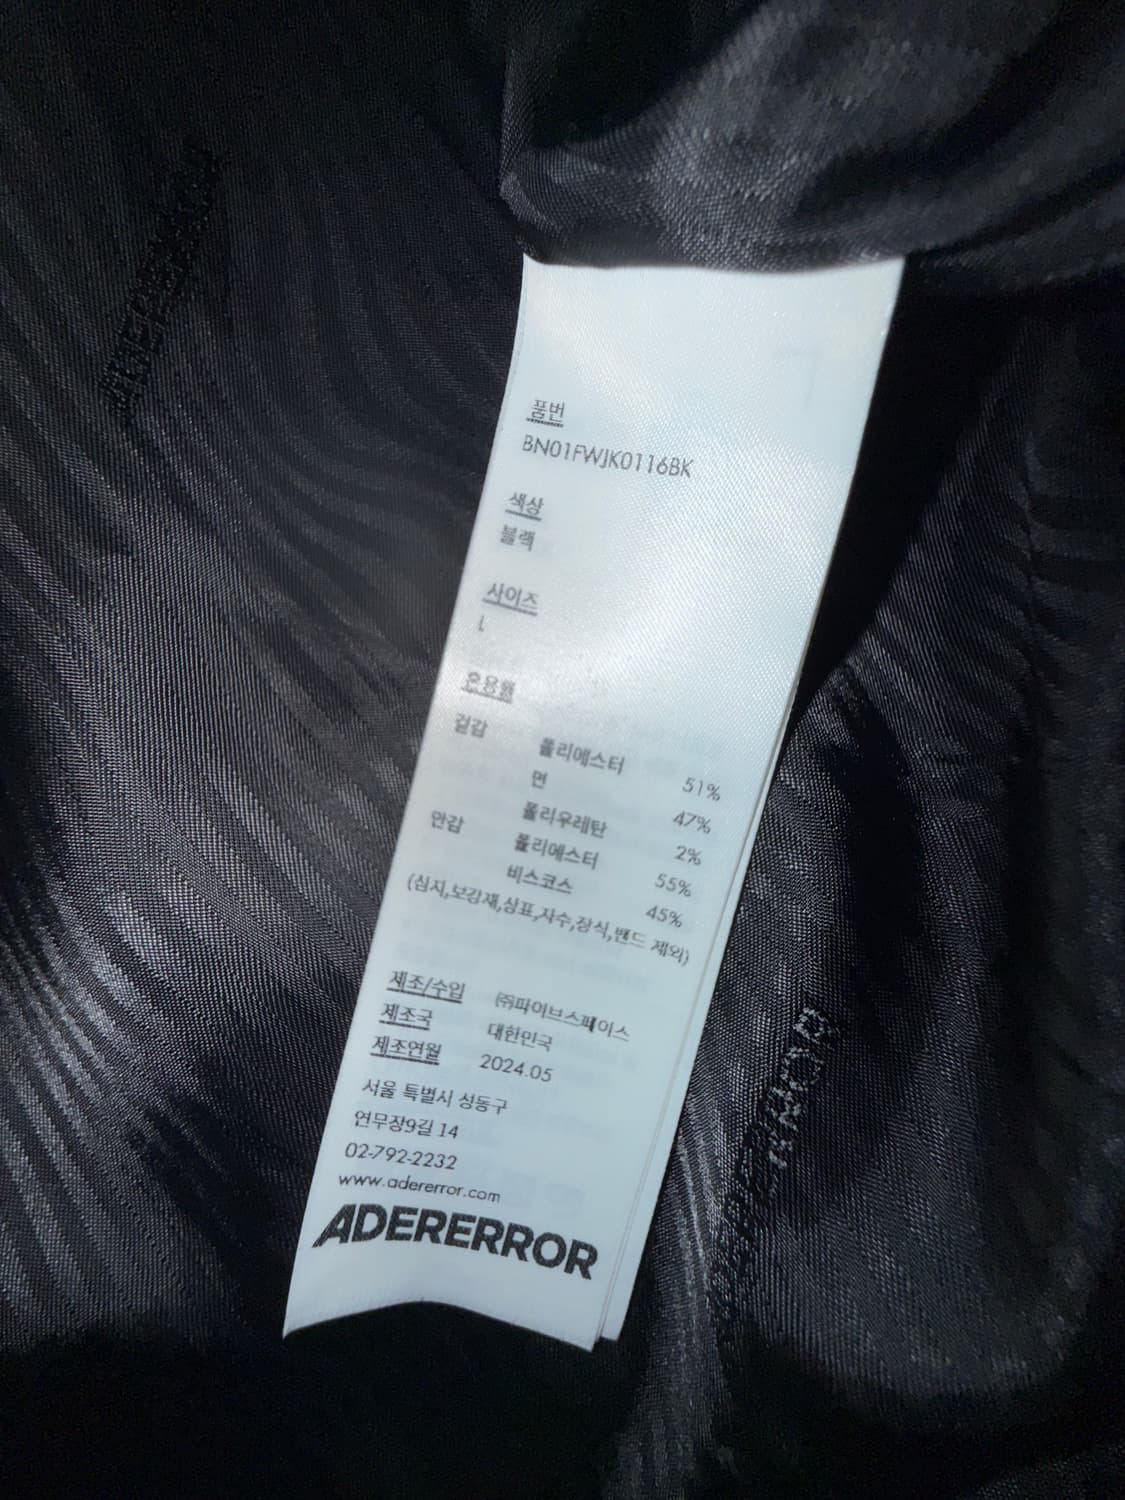 품번
BN01FWJK0116BK
색상
블랙
사이즈
L
혼용률
겉감 폴리에스터 51%
면 47%
폴리우레탄 2%
안감 폴리에스터 55%
비스코스 45%
(심지,보강재,상표,자수,장식,밴드 제외)
제조/수입 ㈜파이브스페이스
제조국 대한민국
제조연월 2024.05
서울 특별시 성동구
연무장9길 14
02-792-2232
www.adererror.com
ADERERROR